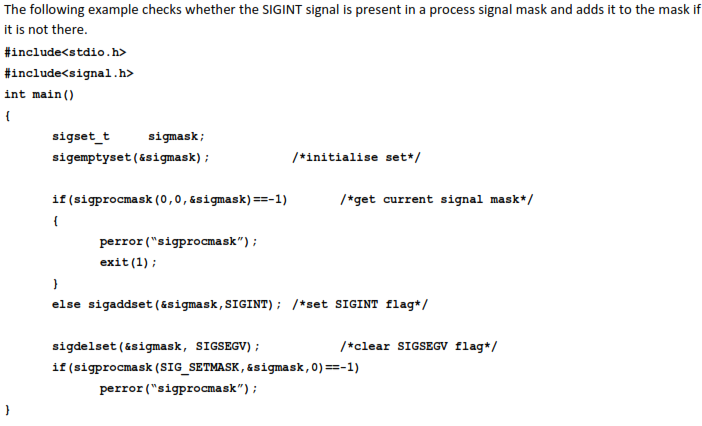 The following example checks whether the SIGINT signal is present in a process signal mask and adds it to the mask if
it is not there.
#include<stdio.h>
#include<signal.h>
int main()
{
sigset_t sigmask;
sigemptyset(&sigmask); /*initialise set*/
if(sigprocmask(0,0,&sigmask)==-1) /*get current signal mask*/
{
perror(“sigprocmask”);
exit(1);
}
else sigaddset(&sigmask,SIGINT); /*set SIGINT flag*/
sigdelset(&sigmask, SIGSEGV); /*clear SIGSEGV flag*/
if(sigprocmask(SIG_SETMASK,&sigmask,0)==-1)
perror(“sigprocmask”);
}